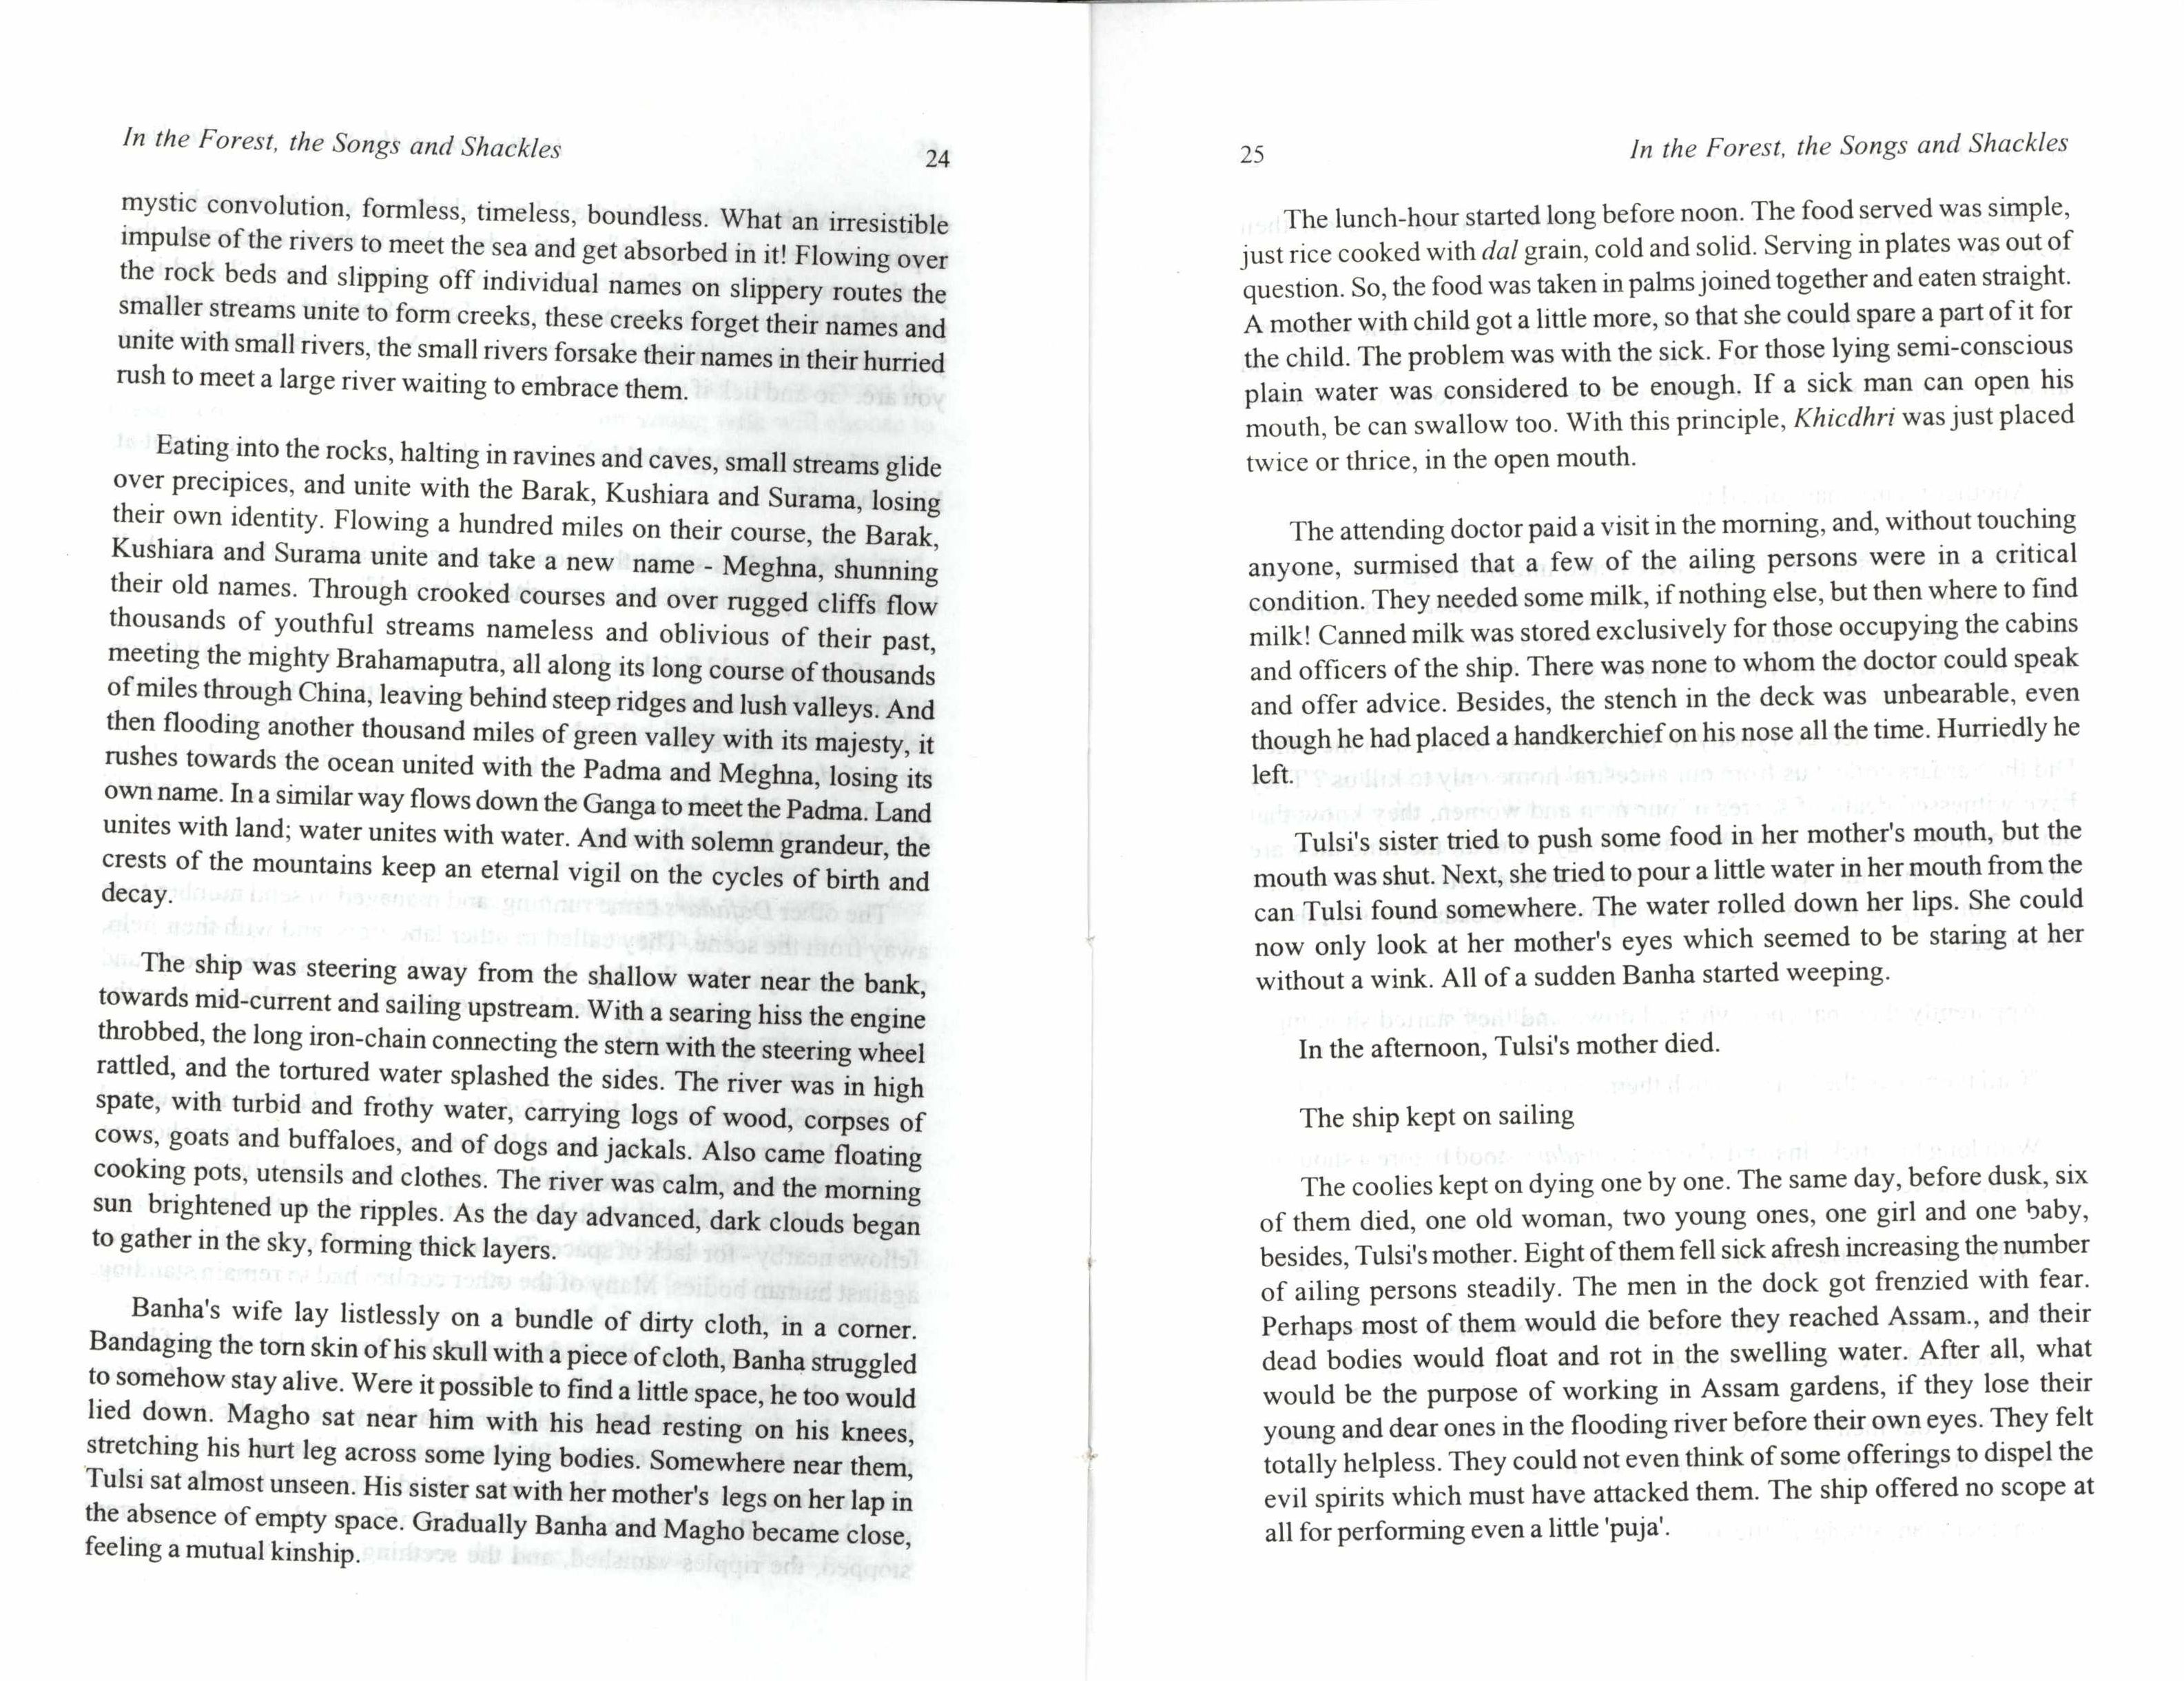 In the Forest, the Songs and Shackles
24
mystic convolution, formless, timeless, boundless. What an irresistible
impulse of the rivers to meet the sea and get absorbed in it! Flowing over
the rock beds and slipping off individual names on slippery routes the
smaller streams unite to form creeks, these creeks forget their names and
unite with small rivers, the small rivers forsake their names in their hurried
rush to meet a large river waiting to embrace them.
Eating into the rocks, halting in ravines and caves, small streams glide
over precipices, and unite with the Barak, Kushiara and Surama, losing
their own identity. Flowing a hundred miles on their course, the Barak,
Kushiara and Surama unite and take a new name - Meghna, shunning
their old names. Through crooked courses and over rugged cliffs flow
thousands of youthful streams nameless and oblivious of their past,
meeting the mighty Brahamaputra, all along its long course of thousands
of miles through China, leaving behind steep ridges and lush valleys. And
then flooding another thousand miles of green valley with its majesty, it
rushes towards the ocean united with the Padma and Meghna, losing its
own name. In a similar way flows down the Ganga to meet the Padma. Land
unites with land; water unites with water. And with solemn grandeur, the
crests of the mountains keep an eternal vigil on the cycles of birth and
decay.
The ship was steering away from the shallow water near the bank,
towards mid-current and sailing upstream. With a searing hiss the engine
throbbed, the long iron-chain connecting the stern with the steering wheel
rattled, and the tortured water splashed the sides. The river was in high
spate, with turbid and frothy water, carrying logs of wood, corpses of
cows, goats and buffaloes, and of dogs and jackals. Also came floating
cooking pots, utensils and clothes. The river was calm, and the morning
sun brightened up the ripples. As the day advanced, dark clouds began
to gather in the sky, forming thick layers.
Banha's wife lay listlessly on a bundle of dirty cloth, in a corner.
Bandaging the torn skin of his skull with a piece of cloth, Banha struggled
to somehow stay alive. Were it possible to find a little space, he too would
lied down. Magho sat near him with his head resting on his knees,
stretching his hurt leg across some lying bodies. Somewhere near them,
Tulsi sat almost unseen. His sister sat with her mother's legs on her lap in
the absence of empty space. Gradually Banha and Magho became close,
feeling a mutual kinship.
25
In the Forest, the Songs and Shackles
The lunch-hour started long before noon. The food served was simple,
just rice cooked with dal grain, cold and solid. Serving in plates was out of
question. So, the food was taken in palms joined together and eaten straight.
A mother with child got a little more, so that she could spare a part of it for
the child. The problem was with the sick. For those lying semi-conscious
plain water was considered to be enough. If a sick man can open his
mouth, be can swallow too. With this principle, Khicdhri was just placed
twice or thrice, in the open mouth.
The attending doctor paid a visit in the morning, and, without touching
anyone, surmised that a few of the ailing persons were in a critical
condition. They needed some milk, if nothing else, but then where to find
milk! Canned milk was stored exclusively for those occupying the cabins
and officers of the ship. There was none to whom the doctor could speak
and offer advice. Besides, the stench in the deck was unbearable, even
though he had placed a handkerchief on his nose all the time. Hurriedly he
left.
Tulsi's sister tried to push some food in her mother's mouth, but the
mouth was shut. Next, she tried to pour a little water in her mouth from the
can Tulsi found somewhere. The water rolled down her lips. She could
now only look at her mother's eyes which seemed to be staring at her
without a wink. All of a sudden Banha started weeping.
In the afternoon, Tulsi's mother died.
The ship kept on sailing
The coolies kept on dying one by one. The same day, before dusk, six
of them died, one old woman, two young ones, one girl and one baby,
besides, Tulsi's mother. Eight of them fell sick afresh increasing the number
of ailing persons steadily. The men in the dock got frenzied with fear.
Perhaps most of them would die before they reached Assam., and their
dead bodies would float and rot in the swelling water. After all, what
would be the purpose of working in Assam gardens, if they lose their
young and dear ones in the flooding river before their own eyes. They felt
totally helpless. They could not even think of some offerings to dispel the
evil spirits which must have attacked them. The ship offered no scope at
all for performing even a little 'puja'.